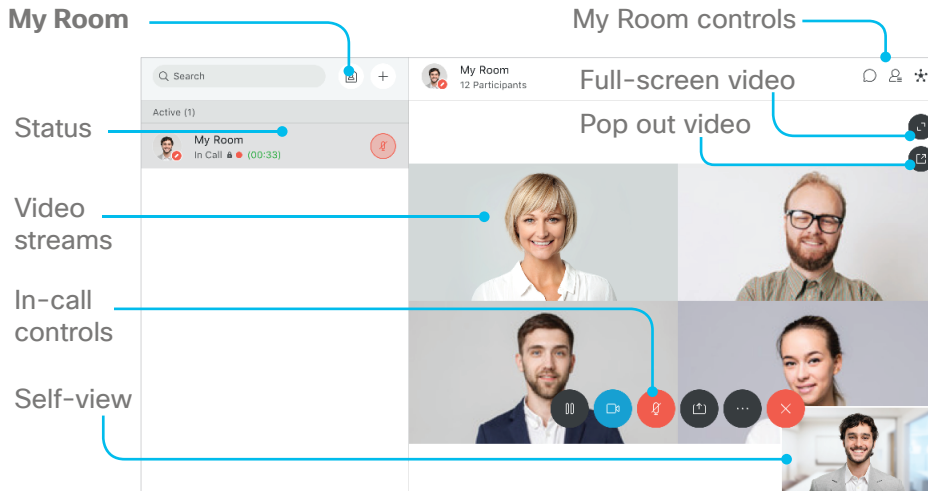 My Room
My Room controls
Search
My Room
12 Participants
Full-screen video
Active (1)
Status
Pop out video
My Room
In Call (00:33)
Video
streams
In-call
controls
Self-view